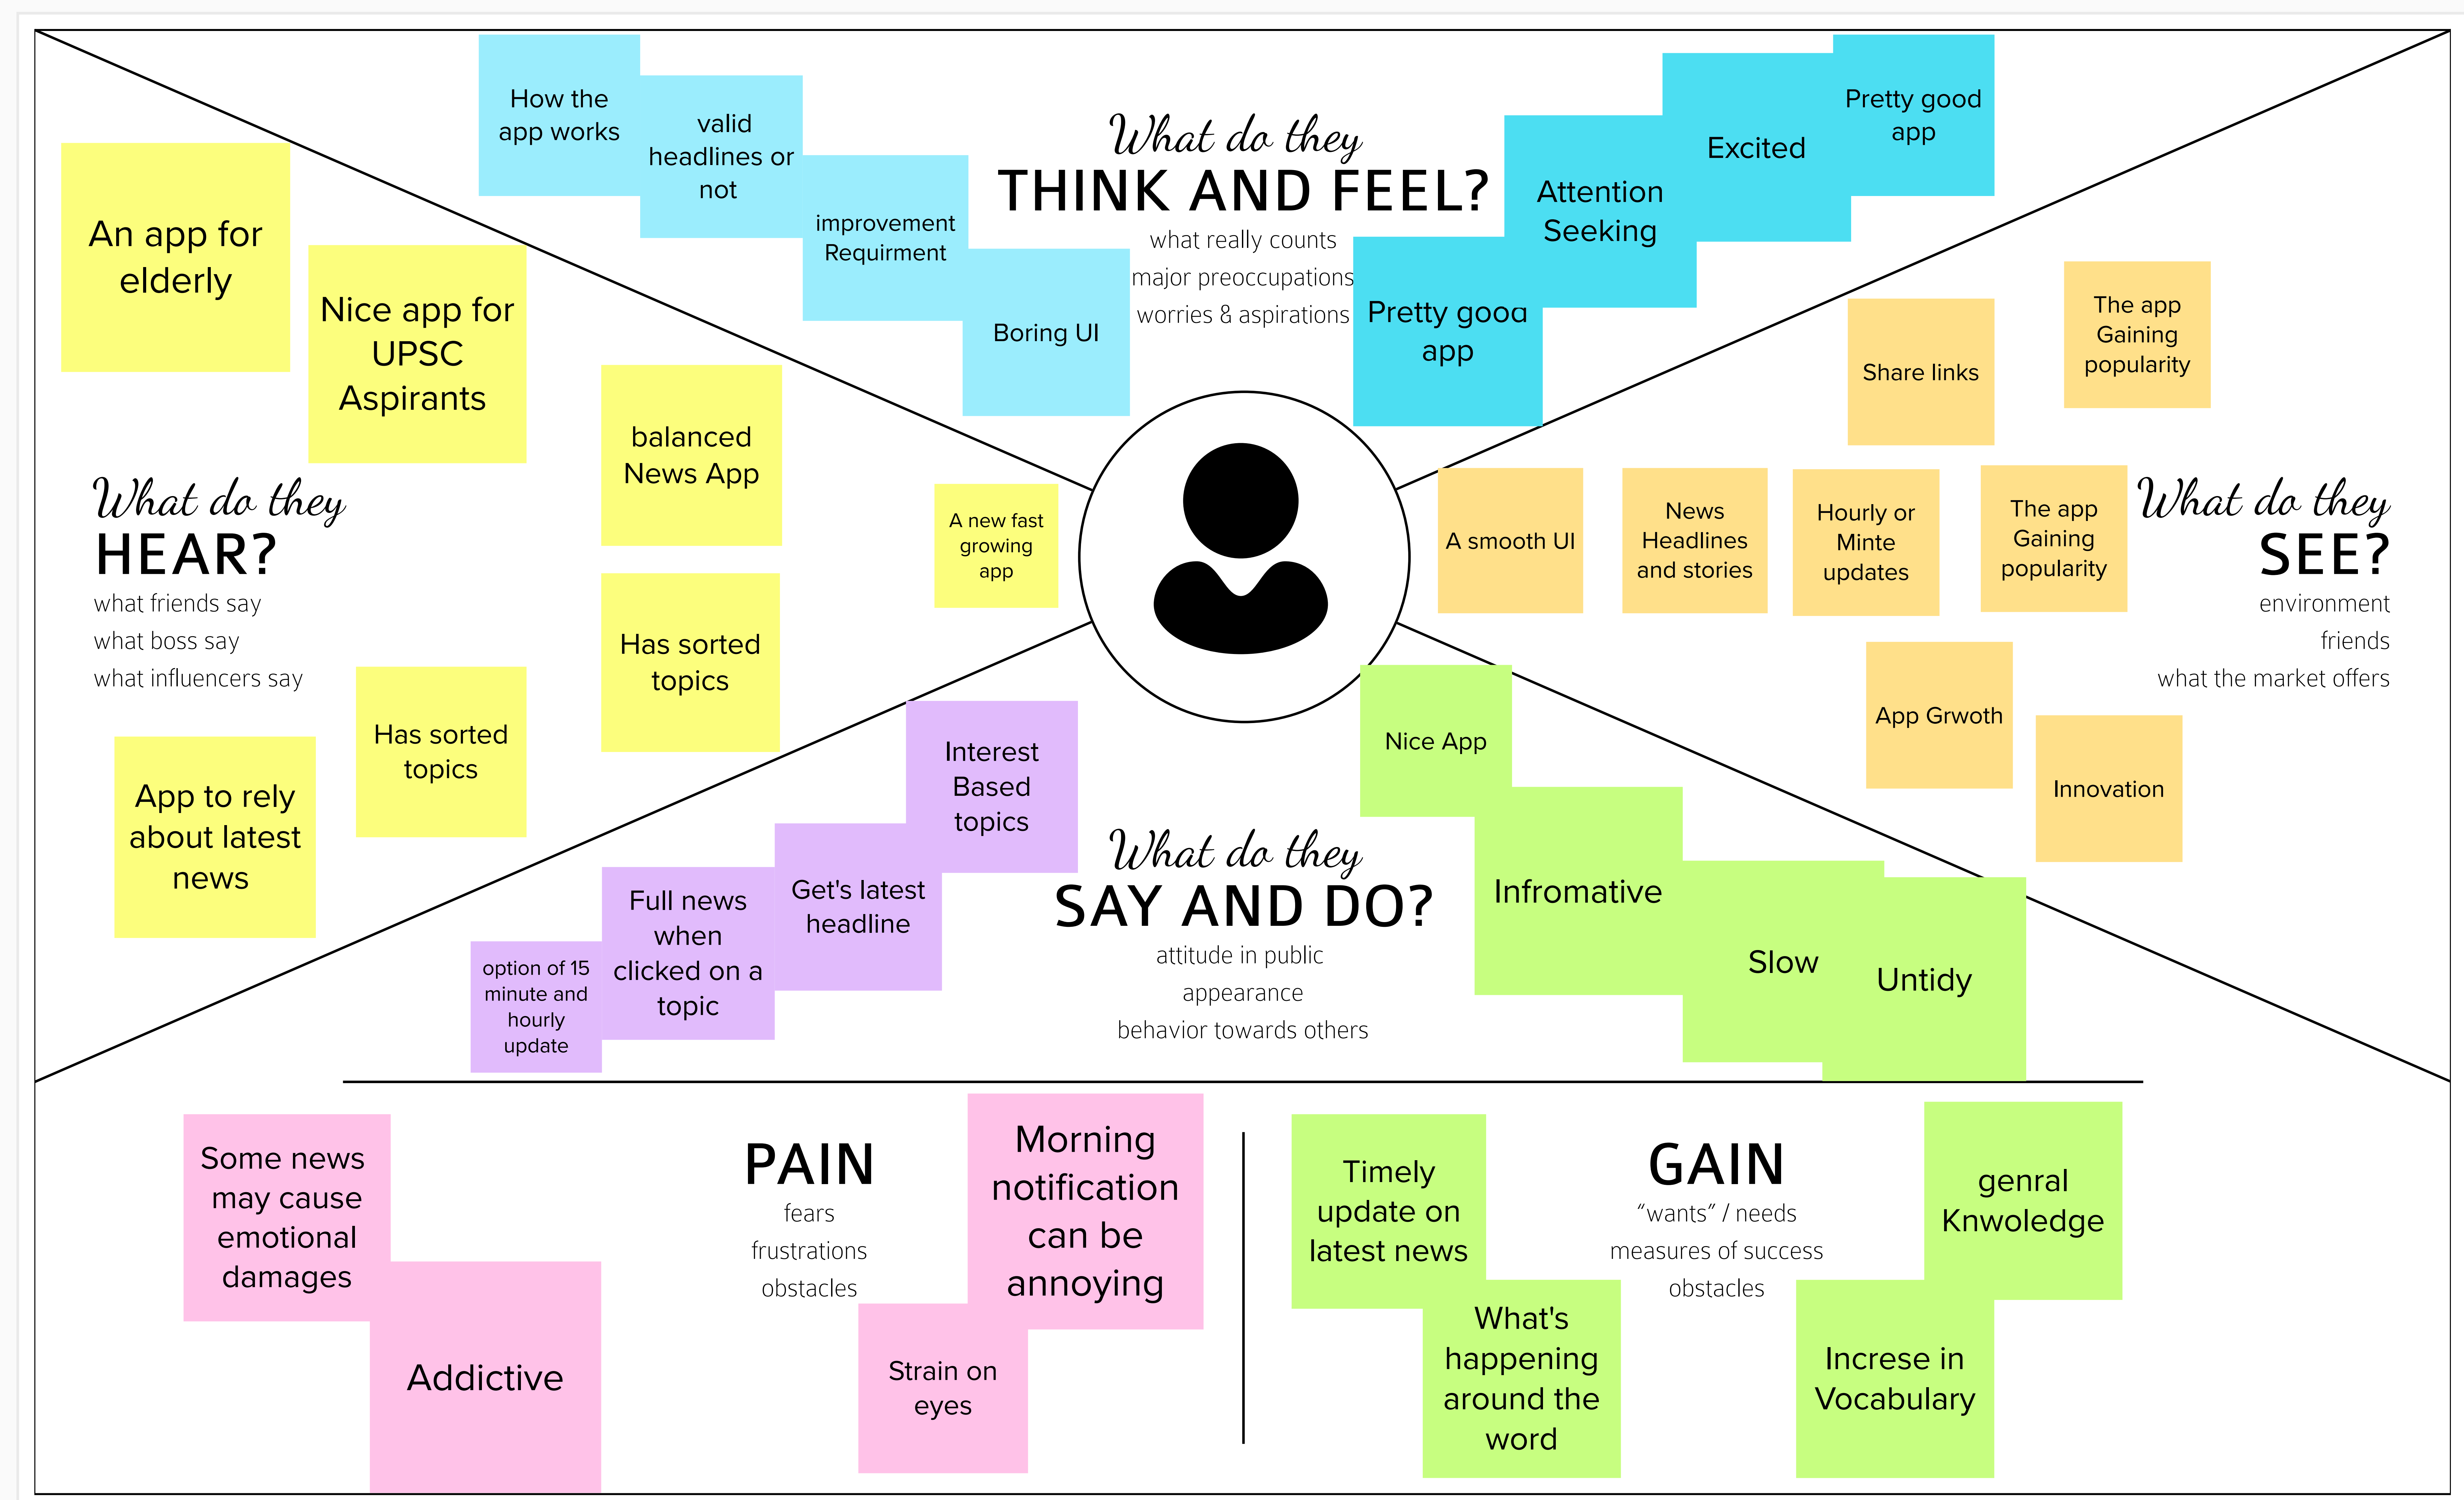 What do they
THINK AND FEEL?
what really counts
major preoccupations
worries & aspirations
How the
app works
valid
headlines or
not
improvement
Requirment
Boring UI
Pretty good
app
Attention
Seeking
Excited
Pretty good
app
What do they
HEAR?
what friends say
what boss say
what influencers say
An app for
elderly
Nice app for
UPSC
Aspirants
balanced
News App
A new fast
growing
app
Has sorted
topics
Has sorted
topics
App to rely
about latest
news
What do they
SEE?
environment
friends
what the market offers
Share links
The app
Gaining
popularity
A smooth UI
News
Headlines
and stories
Hourly or
Minte
updates
The app
Gaining
popularity
App Grwoth
Innovation
What do they
SAY AND DO?
attitude in public
appearance
behavior towards others
Interest
Based
topics
Get's latest
headline
Full news
when
clicked on a
topic
option of 15
minute and
hourly
update
Nice App
Infromative
Slow
Untidy
PAIN
fears
frustrations
obstacles
Some news
may cause
emotional
damages
Addictive
Morning
notification
can be
annoying
Strain on
eyes
GAIN
“wants” / needs
measures of success
obstacles
Timely
update on
latest news
What's
happening
around the
word
genral
Knwoledge
Increse in
Vocabulary